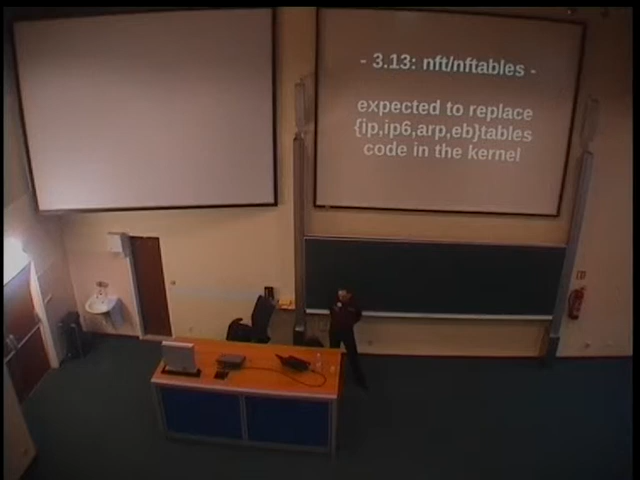 - 3.13: nft/nftables -
expected to replace
{ip,ip6,arp,eb}tables
code in the kernel